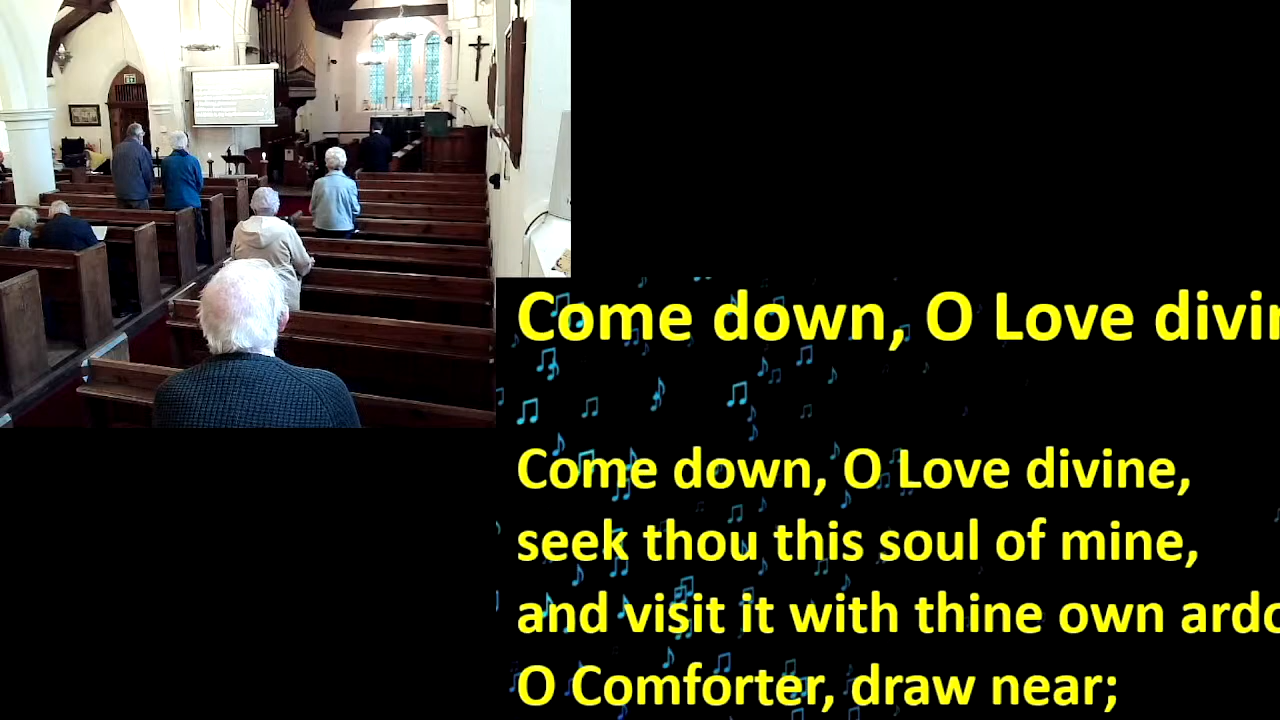 Come down, O Love divi
Come down, O Love divine,
seek thou this soul of mine,
and visit it with thine own ardo
O Comforter, draw near;